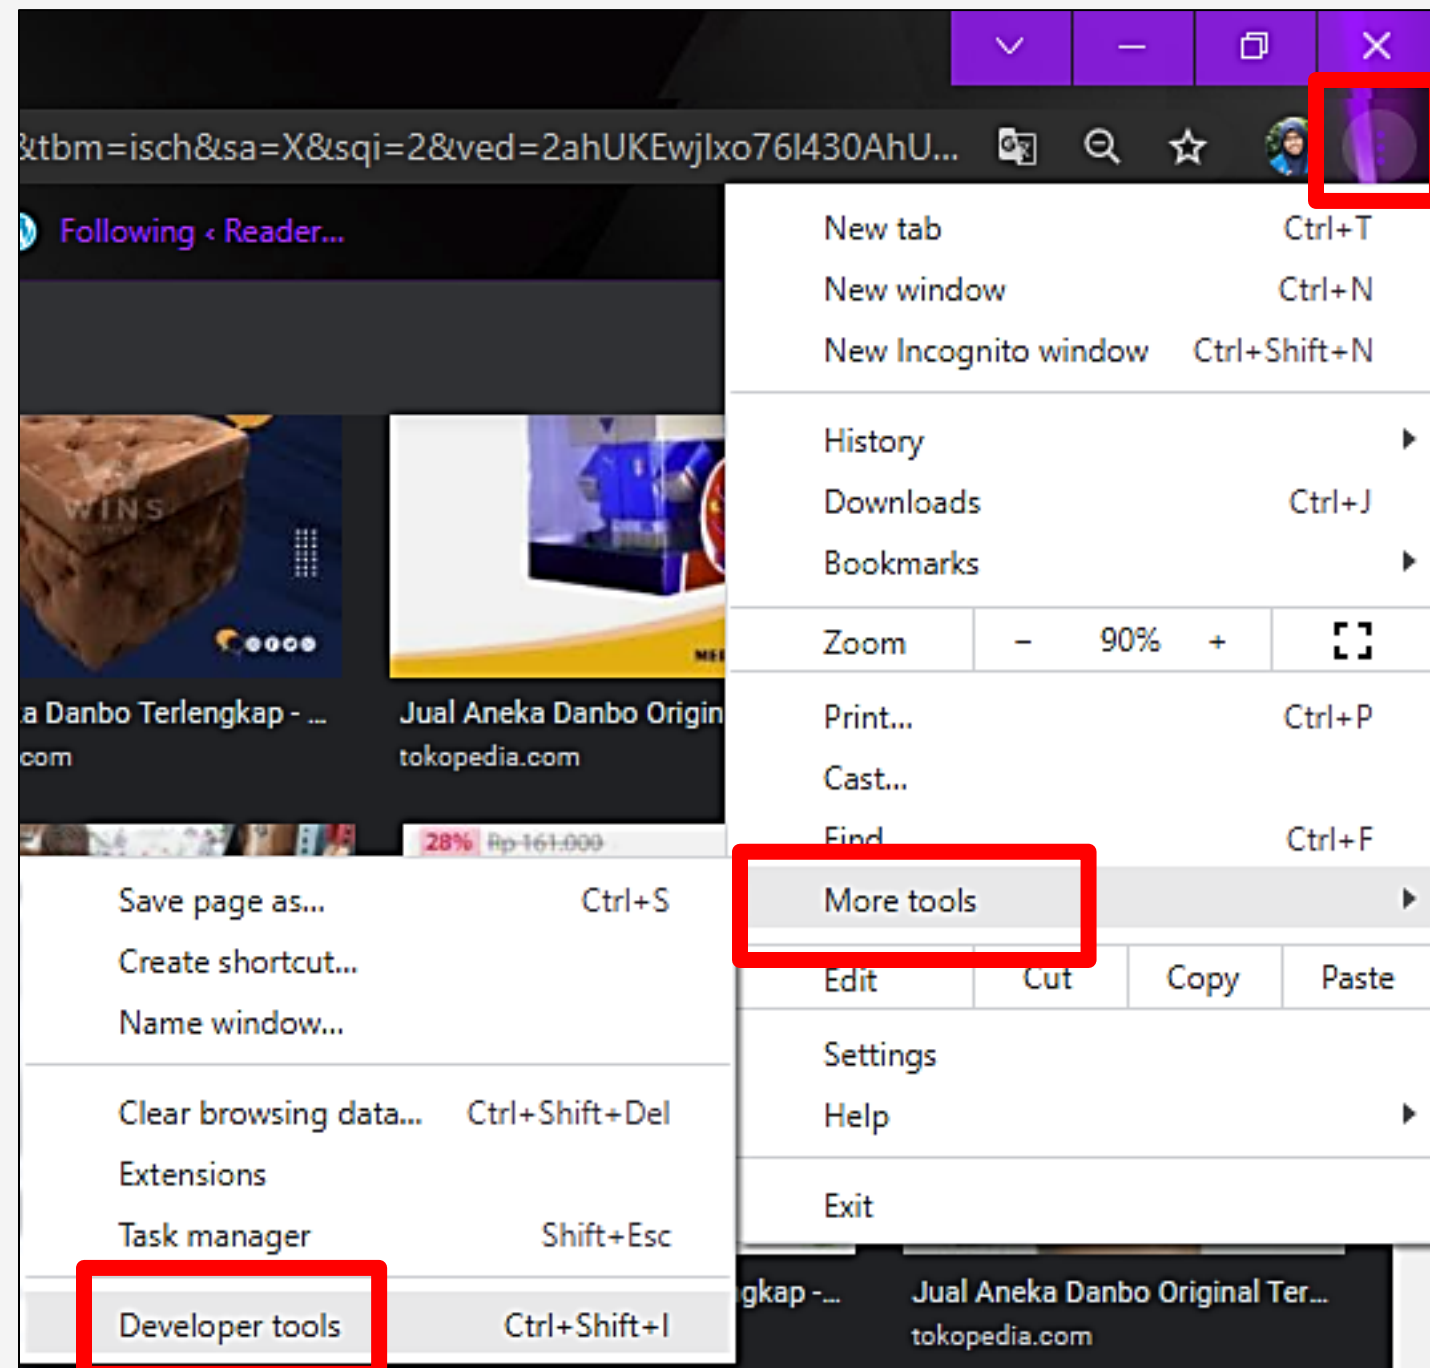 &tbm=isch&sa=X&sqi=2&ved=2ahUKEwjIxo76I430AhU...
Following ‹ Reader...
New tab Ctrl+T
New window Ctrl+N
New Incognito window Ctrl+Shift+N
History
Downloads Ctrl+J
Bookmarks
Zoom - 90% +
Print... Ctrl+P
Cast...
Find Ctrl+F
More tools
Edit Cut Copy Paste
Settings
Help
Exit
WINS
a Danbo Terlengkap - ...
com
Jual Aneka Danbo Origin
tokopedia.com
28% Rp 161.000
Save page as... Ctrl+S
Create shortcut...
Name window...
Clear browsing data... Ctrl+Shift+Del
Extensions
Task manager Shift+Esc
Developer tools Ctrl+Shift+I
gkap -...
Jual Aneka Danbo Original Ter...
tokopedia.com